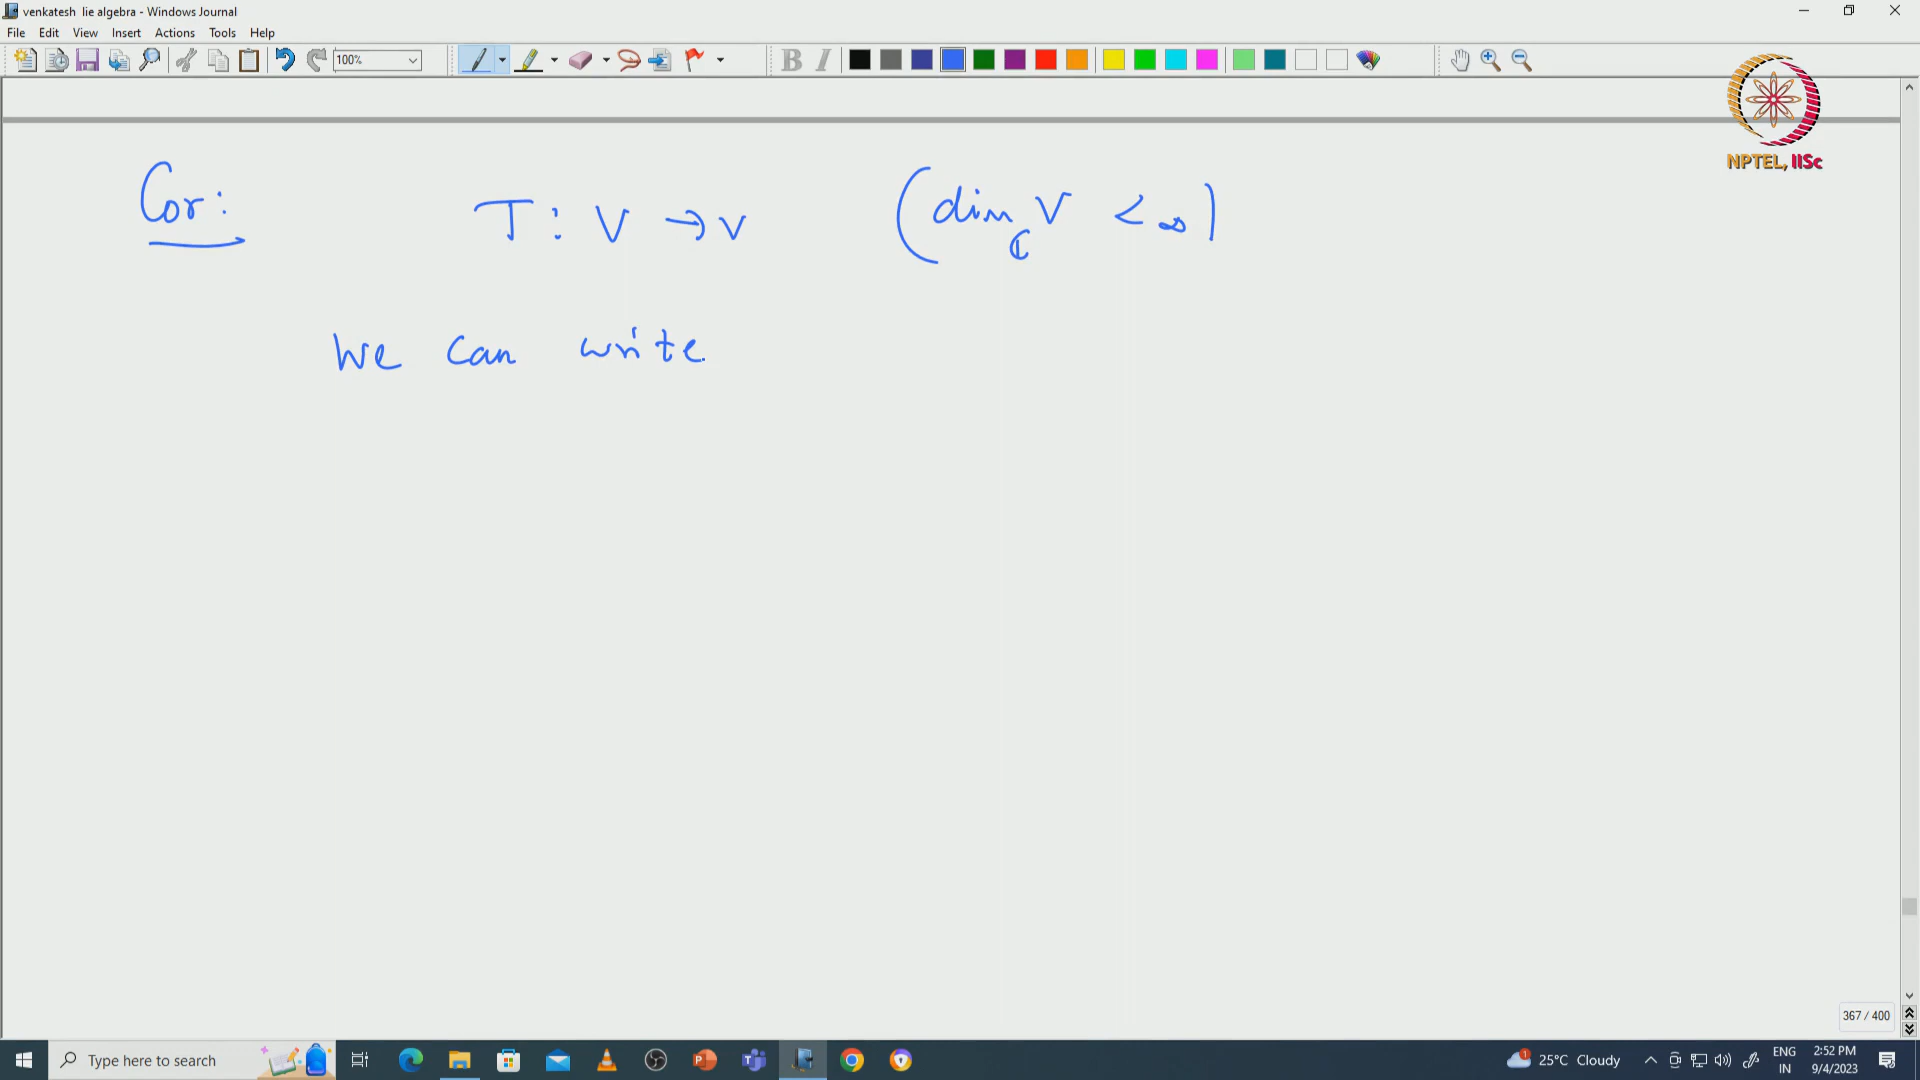 venkatesh lie algebra - Windows Journal
File Edit View Insert Actions Tools Help
100%
B I
NPTEL, IISc
Cor: T : V → V (dim_ℂ V < ∞)
We can write
367 / 400
Type here to search
25°C Cloudy
ENG
IN
2:52 PM
9/4/2023